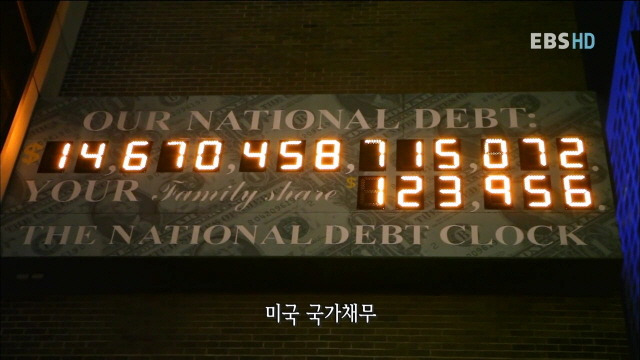 EBS HD
OUR NATIONAL DEBT:
$14,670,458,715,072.
YOUR Family share $123,956.
THE NATIONAL DEBT CLOCK
미국 국가채무